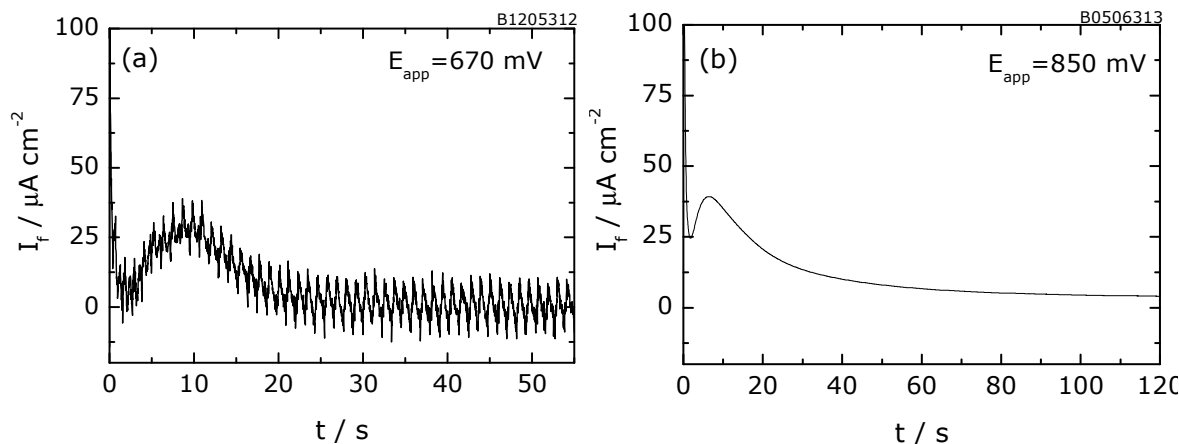 B1205312
(a)
E_app=670 mV
100
75
50
25
0
I_f / μA cm^-2
0 10 20 30 40 50
t / s
B0506313
(b)
E_app=850 mV
100
75
50
25
0
I_f / μA cm^-2
0 20 40 60 80 100 120
t / s